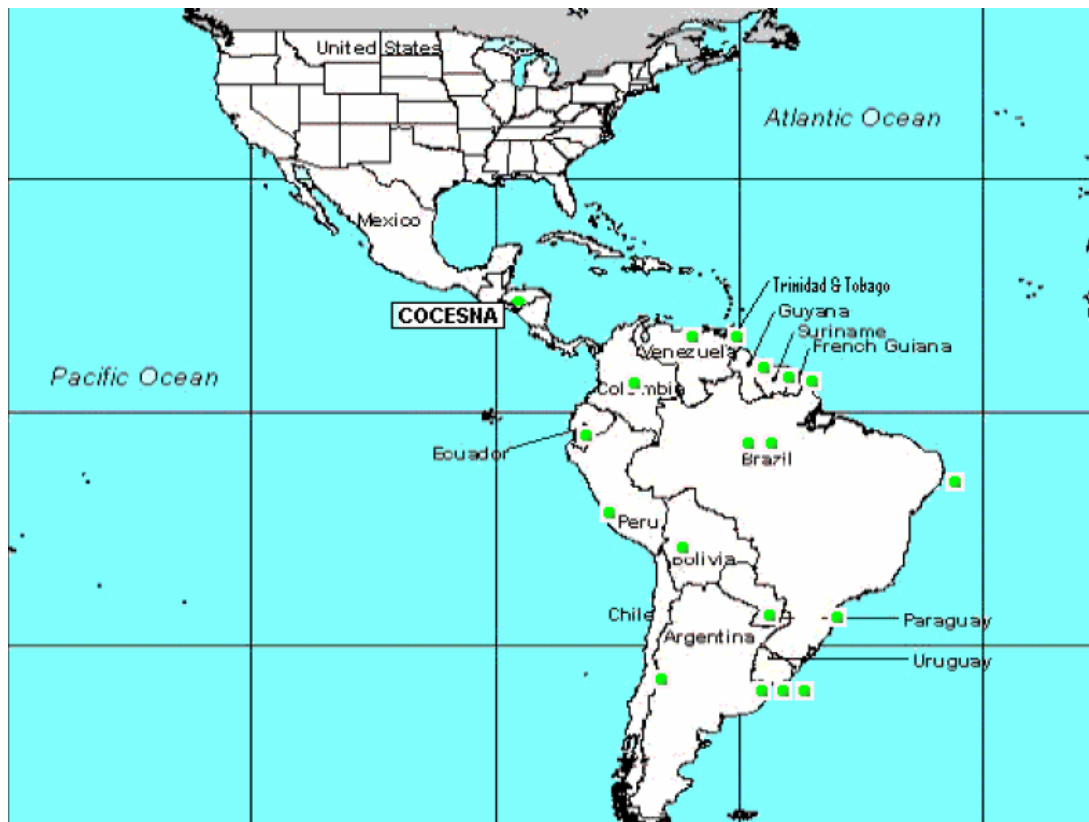 United States
Atlantic Ocean
Mexico
Trinidad & Tobago
COCESNA
Guyana
Suriname
Venezuela
French Guiana
Pacific Ocean
Colombia
Ecuador
Brazil
Peru
Bolivia
Chile
Paraguay
Argentina
Uruguay